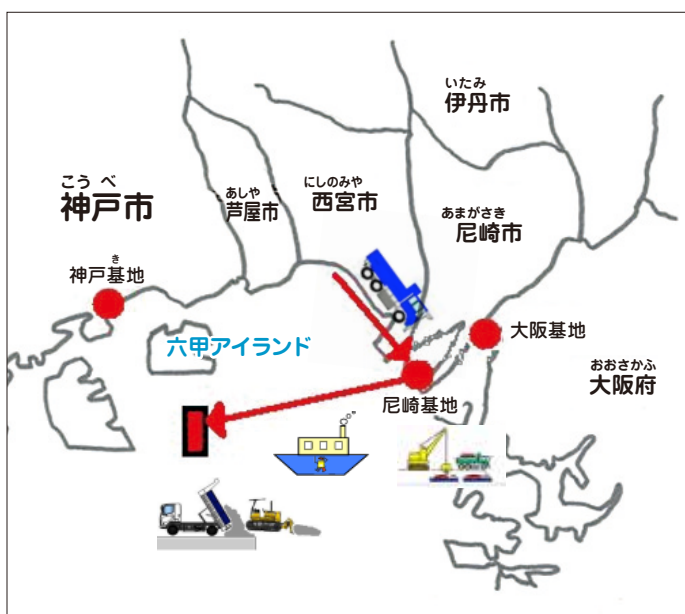 いたみ
伊丹市
こうべ
神戸市
あしや
芦屋市
にしのみや
西宮市
あまがさき
尼崎市
き
神戸基地
六甲アイランド
大阪基地
尼崎基地
おおさかふ
大阪府